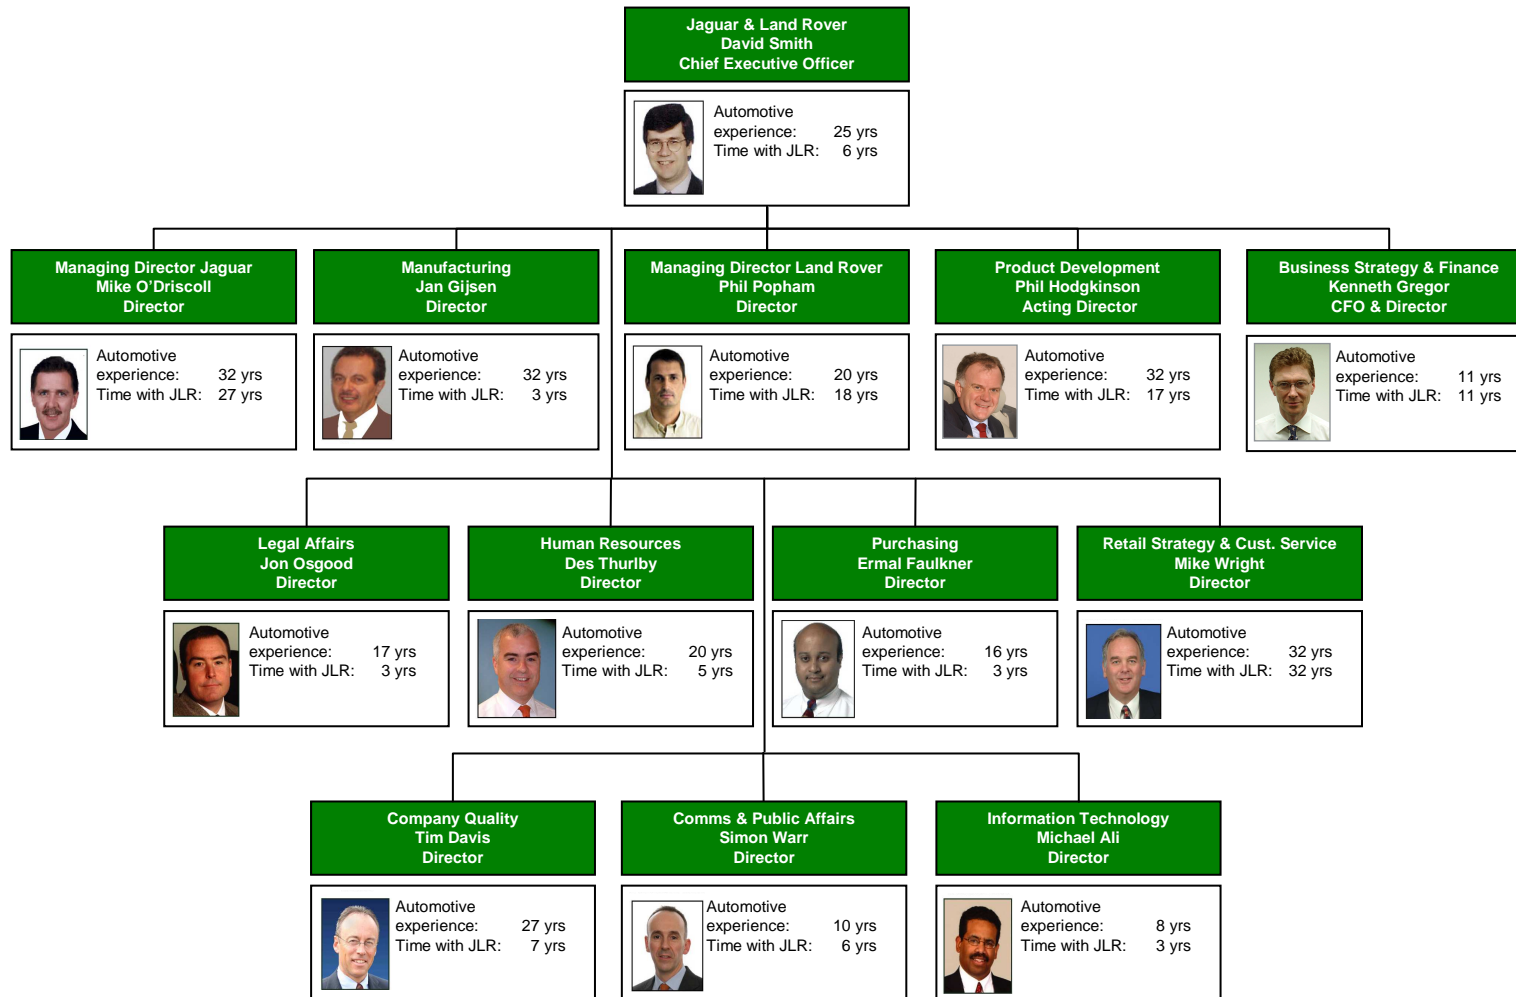 Jaguar & Land Rover
David Smith
Chief Executive Officer
Automotive
experience: 25 yrs
Time with JLR: 6 yrs
Managing Director Jaguar
Mike O’Driscoll
Director
Automotive
experience: 32 yrs
Time with JLR: 27 yrs
Manufacturing
Jan Gijsen
Director
Automotive
experience: 32 yrs
Time with JLR: 3 yrs
Managing Director Land Rover
Phil Popham
Director
Automotive
experience: 20 yrs
Time with JLR: 18 yrs
Product Development
Phil Hodgkinson
Acting Director
Automotive
experience: 32 yrs
Time with JLR: 17 yrs
Business Strategy & Finance
Kenneth Gregor
CFO & Director
Automotive
experience: 11 yrs
Time with JLR: 11 yrs
Legal Affairs
Jon Osgood
Director
Automotive
experience: 17 yrs
Time with JLR: 3 yrs
Human Resources
Des Thurlby
Director
Automotive
experience: 20 yrs
Time with JLR: 5 yrs
Purchasing
Ermal Faulkner
Director
Automotive
experience: 16 yrs
Time with JLR: 3 yrs
Retail Strategy & Cust. Service
Mike Wright
Director
Automotive
experience: 32 yrs
Time with JLR: 32 yrs
Company Quality
Tim Davis
Director
Automotive
experience: 27 yrs
Time with JLR: 7 yrs
Comms & Public Affairs
Simon Warr
Director
Automotive
experience: 10 yrs
Time with JLR: 6 yrs
Information Technology
Michael Ali
Director
Automotive
experience: 8 yrs
Time with JLR: 3 yrs